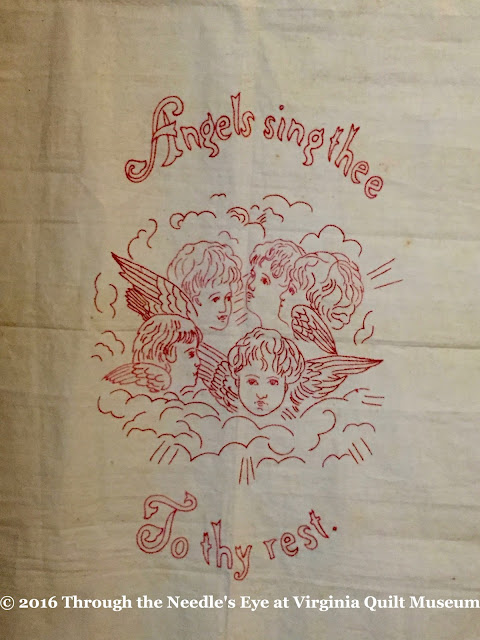 Angels sing thee
To thy rest.
© 2016 Through the Needle's Eye at Virginia Quilt Museum